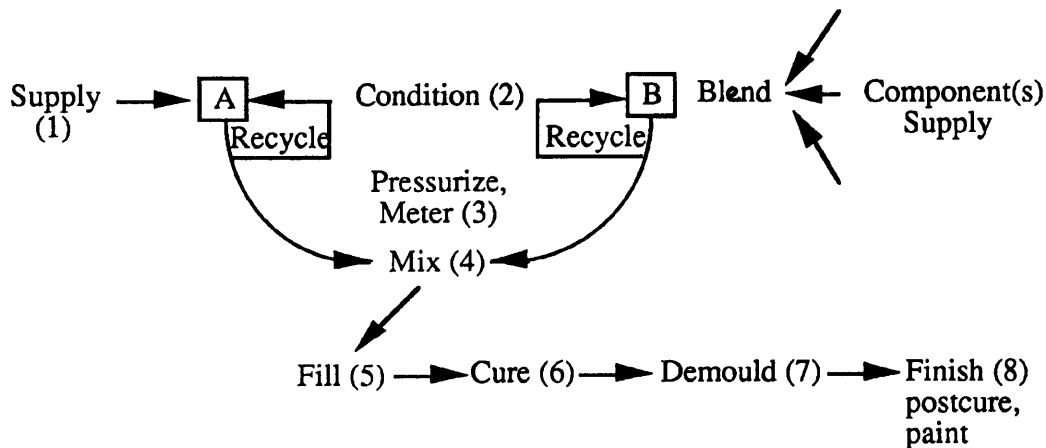 Supply
(1)
A
Recycle
Condition (2)
B
Recycle
Blend
Component(s)
Supply
Pressurize,
Meter (3)
Mix (4)
Fill (5)
Cure (6)
Demould (7)
Finish (8)
postcure,
paint